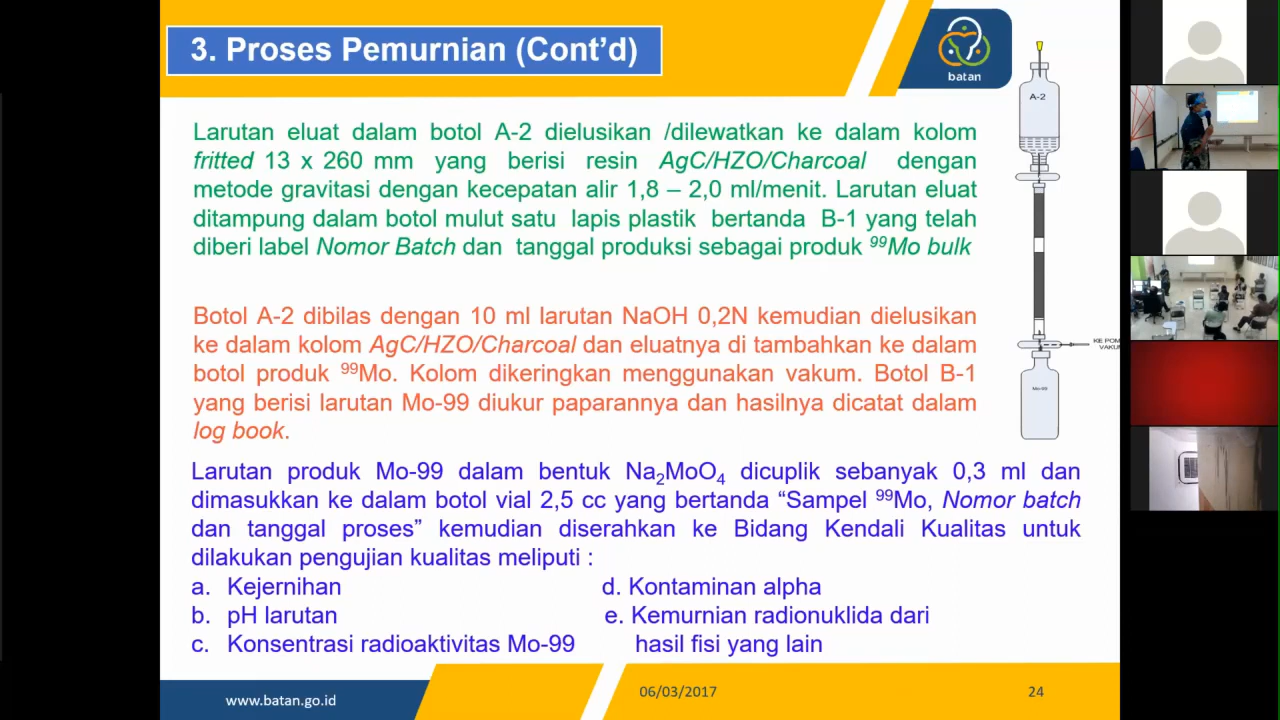 3. Proses Pemurnian (Cont’d)
batan
A-2
Larutan eluat dalam botol A-2 dielusikan /dilewatkan ke dalam kolom
fritted 13 x 260 mm yang berisi resin AgC/HZO/Charcoal dengan
metode gravitasi dengan kecepatan alir 1,8 – 2,0 ml/menit. Larutan eluat
ditampung dalam botol mulut satu lapis plastik bertanda B-1 yang telah
diberi label Nomor Batch dan tanggal produksi sebagai produk ⁹⁹Mo bulk
Botol A-2 dibilas dengan 10 ml larutan NaOH 0,2N kemudian dielusikan
ke dalam kolom AgC/HZO/Charcoal dan eluatnya di tambahkan ke dalam
botol produk ⁹⁹Mo. Kolom dikeringkan menggunakan vakum. Botol B-1
yang berisi larutan Mo-99 diukur paparannya dan hasilnya dicatat dalam
log book.
KE POM
VAKU
Mo-99
Larutan produk Mo-99 dalam bentuk Na₂MoO₄ dicuplik sebanyak 0,3 ml dan
dimasukkan ke dalam botol vial 2,5 cc yang bertanda “Sampel ⁹⁹Mo, Nomor batch
dan tanggal proses” kemudian diserahkan ke Bidang Kendali Kualitas untuk
dilakukan pengujian kualitas meliputi :
a. Kejernihan
b. pH larutan
c. Konsentrasi radioaktivitas Mo-99
d. Kontaminan alpha
e. Kemurnian radionuklida dari
hasil fisi yang lain
www.batan.go.id
06/03/2017
24